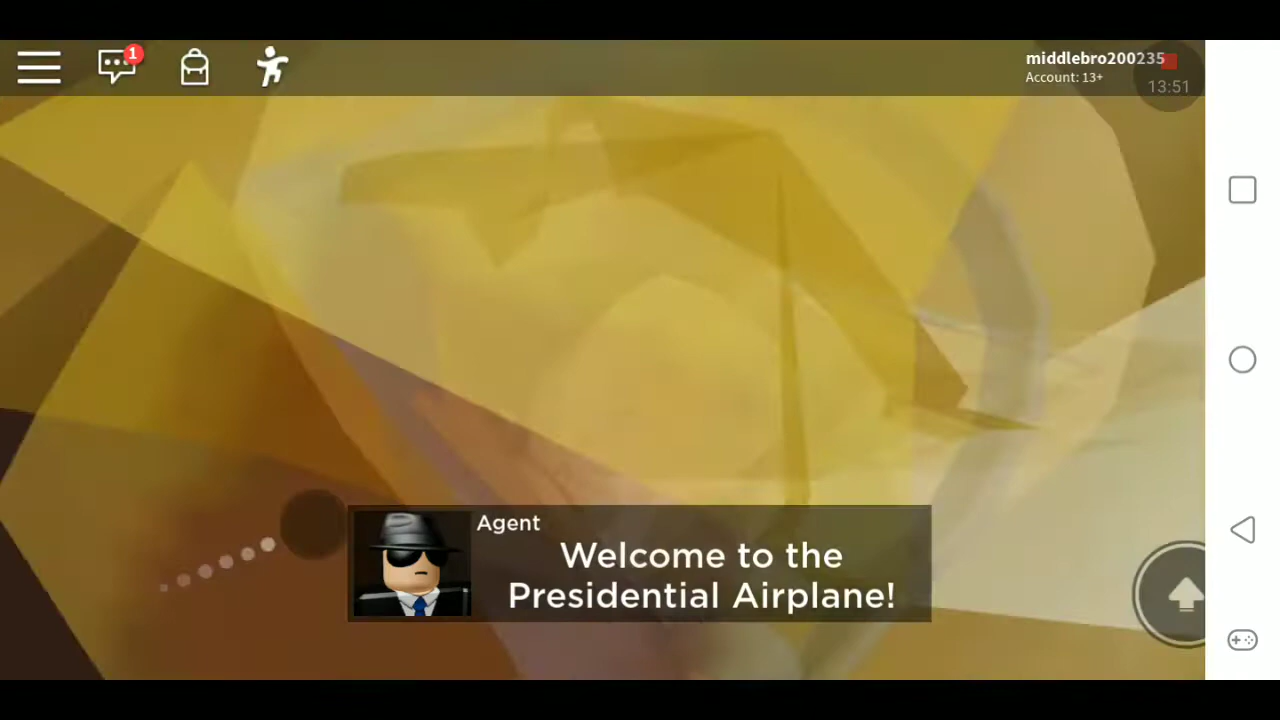 1
middlebro200235
Account: 13+
13:51
Agent
Welcome to the
Presidential Airplane!